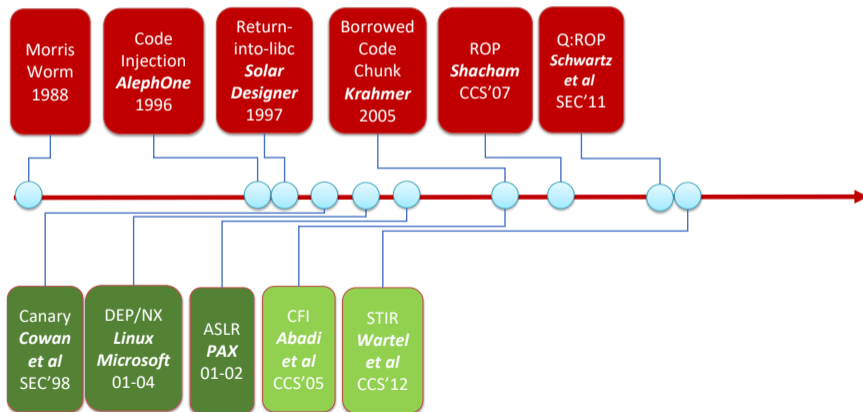 Morris
Worm
1988
Code
Injection
AlephOne
1996
Return-
into-libc
Solar
Designer
1997
Borrowed
Code
Chunk
Krahmer
2005
ROP
Shacham
CCS'07
Q:ROP
Schwartz
et al
SEC'11
Canary
Cowan
et al
SEC'98
DEP/NX
Linux
Microsoft
01-04
ASLR
PAX
01-02
CFI
Abadi
et al
CCS'05
STIR
Wartel
et al
CCS'12